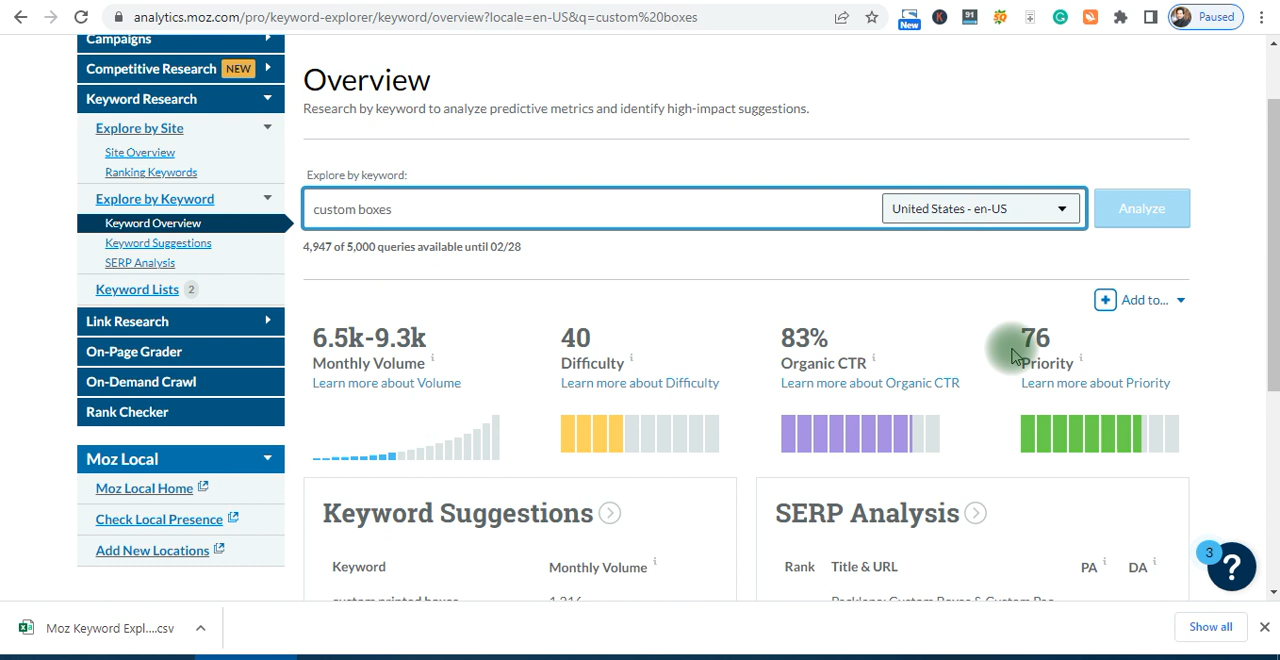 analytics.moz.com/pro/keyword-explorer/keyword/overview?locale=en-US&q=custom%20boxes
New
K
91
G
Paused
Campaigns
Competitive Research NEW
Keyword Research
Explore by Site
Site Overview
Ranking Keywords
Explore by Keyword
Keyword Overview
Keyword Suggestions
SERP Analysis
Keyword Lists 2
Link Research
On-Page Grader
On-Demand Crawl
Rank Checker
Moz Local
Moz Local Home
Check Local Presence
Add New Locations
Overview
Research by keyword to analyze predictive metrics and identify high-impact suggestions.
Explore by keyword:
custom boxes United States - en-US Analyze
4,947 of 5,000 queries available until 02/28
Add to...
6.5k-9.3k 40 83% 76
Monthly Volume i Difficulty i Organic CTR i Priority i
Learn more about Volume Learn more about Difficulty Learn more about Organic CTR Learn more about Priority
Keyword Suggestions
Keyword Monthly Volume i
custom printed boxes 1,216
SERP Analysis
Rank Title & URL PA i DA i
3
?
Moz Keyword Expl....csv Show all